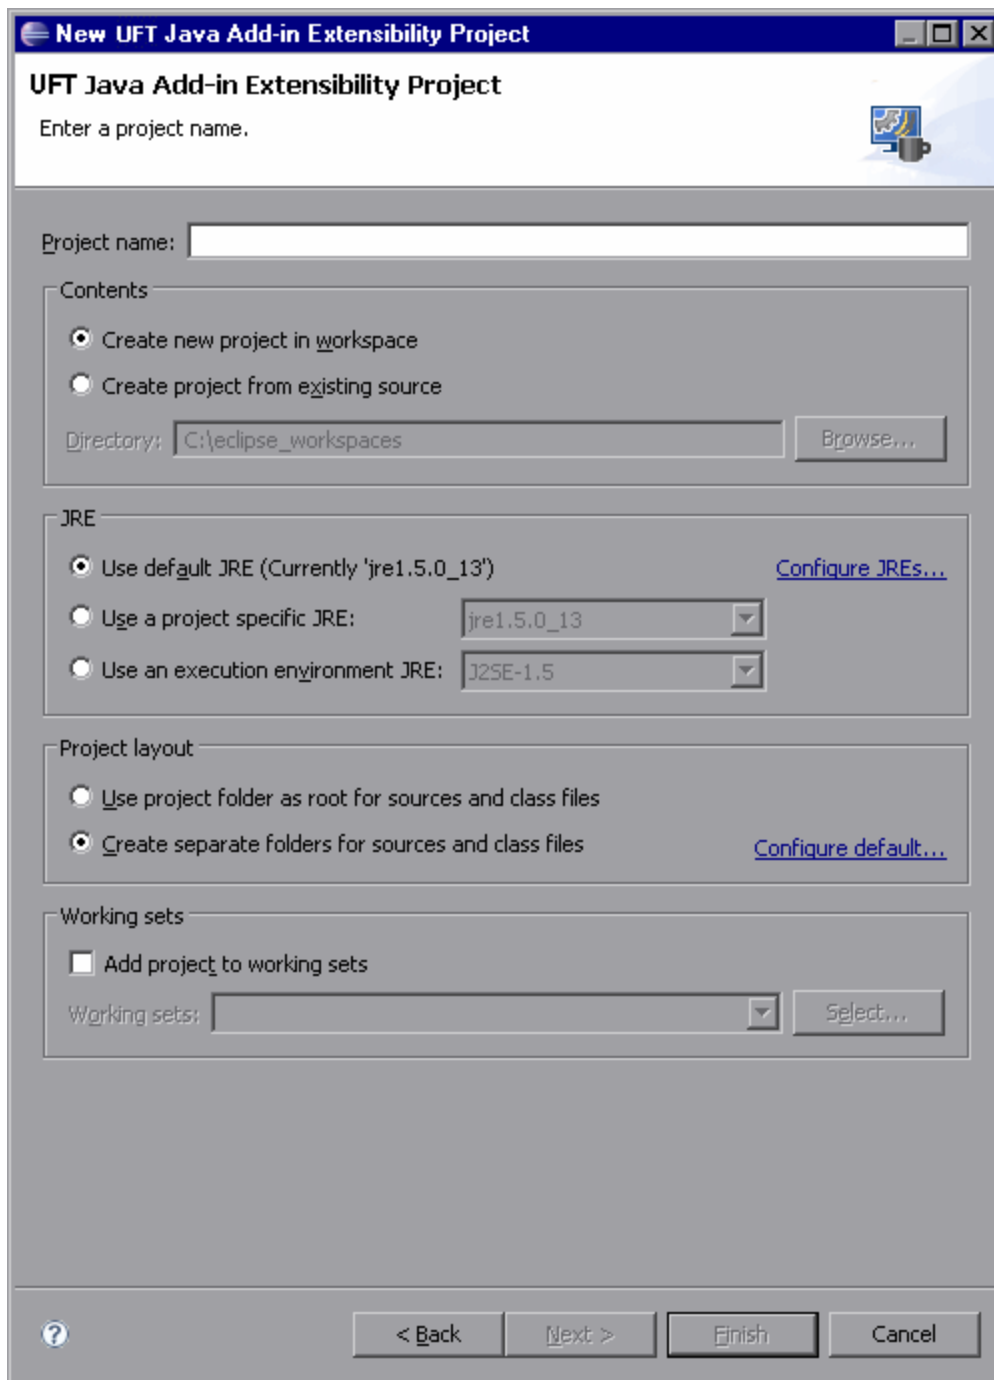 New UFT Java Add-in Extensibility Project
UFT Java Add-in Extensibility Project
Enter a project name.
Project name:
Contents
Create new project in workspace
Create project from existing source
Directory: C:\eclipse_workspaces Browse...
JRE
Use default JRE (Currently 'jre1.5.0_13') Configure JREs...
Use a project specific JRE: jre1.5.0_13
Use an execution environment JRE: J2SE-1.5
Project layout
Use project folder as root for sources and class files
Create separate folders for sources and class files Configure default...
Working sets
Add project to working sets
Working sets: Select...
? < Back Next > Finish Cancel